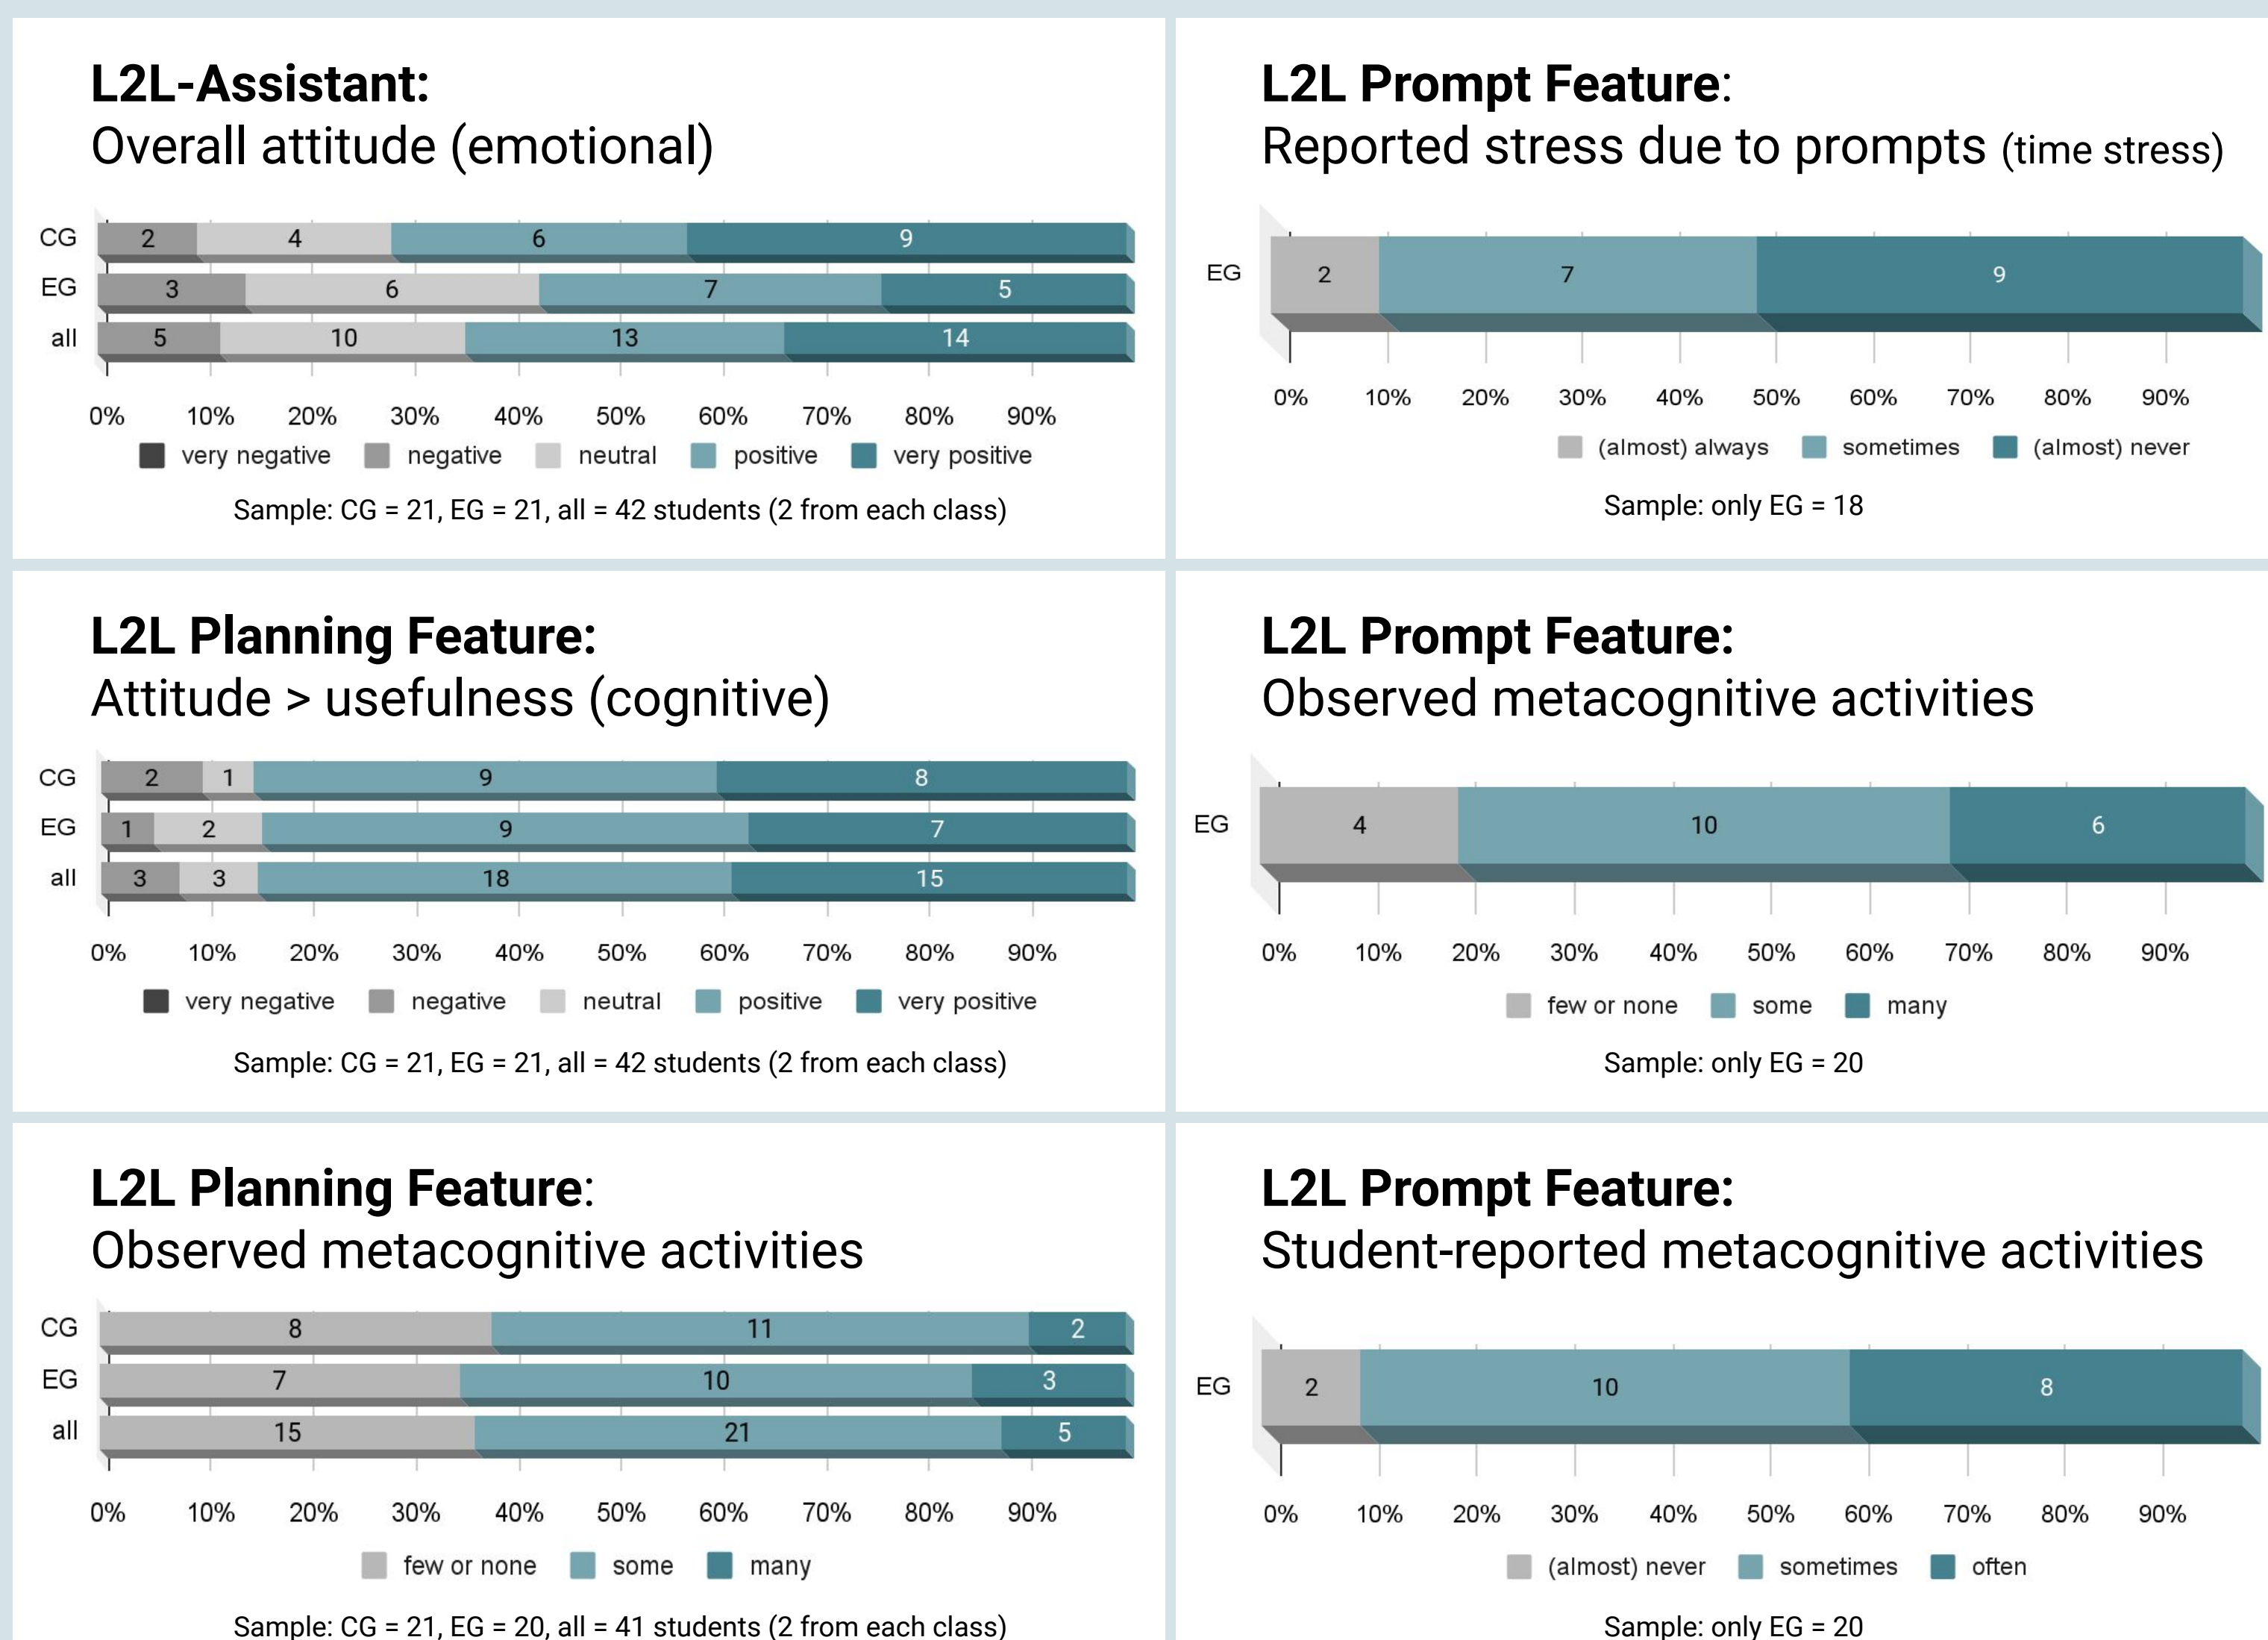 L2L-Assistant:
Overall attitude (emotional)
CG 2 4 6 9
EG 3 6 7 5
all 5 10 13 14
0% 10% 20% 30% 40% 50% 60% 70% 80% 90%
very negative negative neutral positive very positive
Sample: CG = 21, EG = 21, all = 42 students (2 from each class)
L2L Prompt Feature:
Reported stress due to prompts (time stress)
EG 2 7 9
0% 10% 20% 30% 40% 50% 60% 70% 80% 90%
(almost) always sometimes (almost) never
Sample: only EG = 18
L2L Planning Feature:
Attitude > usefulness (cognitive)
CG 2 1 9 8
EG 1 2 9 7
all 3 3 18 15
0% 10% 20% 30% 40% 50% 60% 70% 80% 90%
very negative negative neutral positive very positive
Sample: CG = 21, EG = 21, all = 42 students (2 from each class)
L2L Prompt Feature:
Observed metacognitive activities
EG 4 10 6
0% 10% 20% 30% 40% 50% 60% 70% 80% 90%
few or none some many
Sample: only EG = 20
L2L Planning Feature:
Observed metacognitive activities
CG 8 11 2
EG 7 10 3
all 15 21 5
0% 10% 20% 30% 40% 50% 60% 70% 80% 90%
few or none some many
Sample: CG = 21, EG = 20, all = 41 students (2 from each class)
L2L Prompt Feature:
Student-reported metacognitive activities
EG 2 10 8
0% 10% 20% 30% 40% 50% 60% 70% 80% 90%
(almost) never sometimes often
Sample: only EG = 20